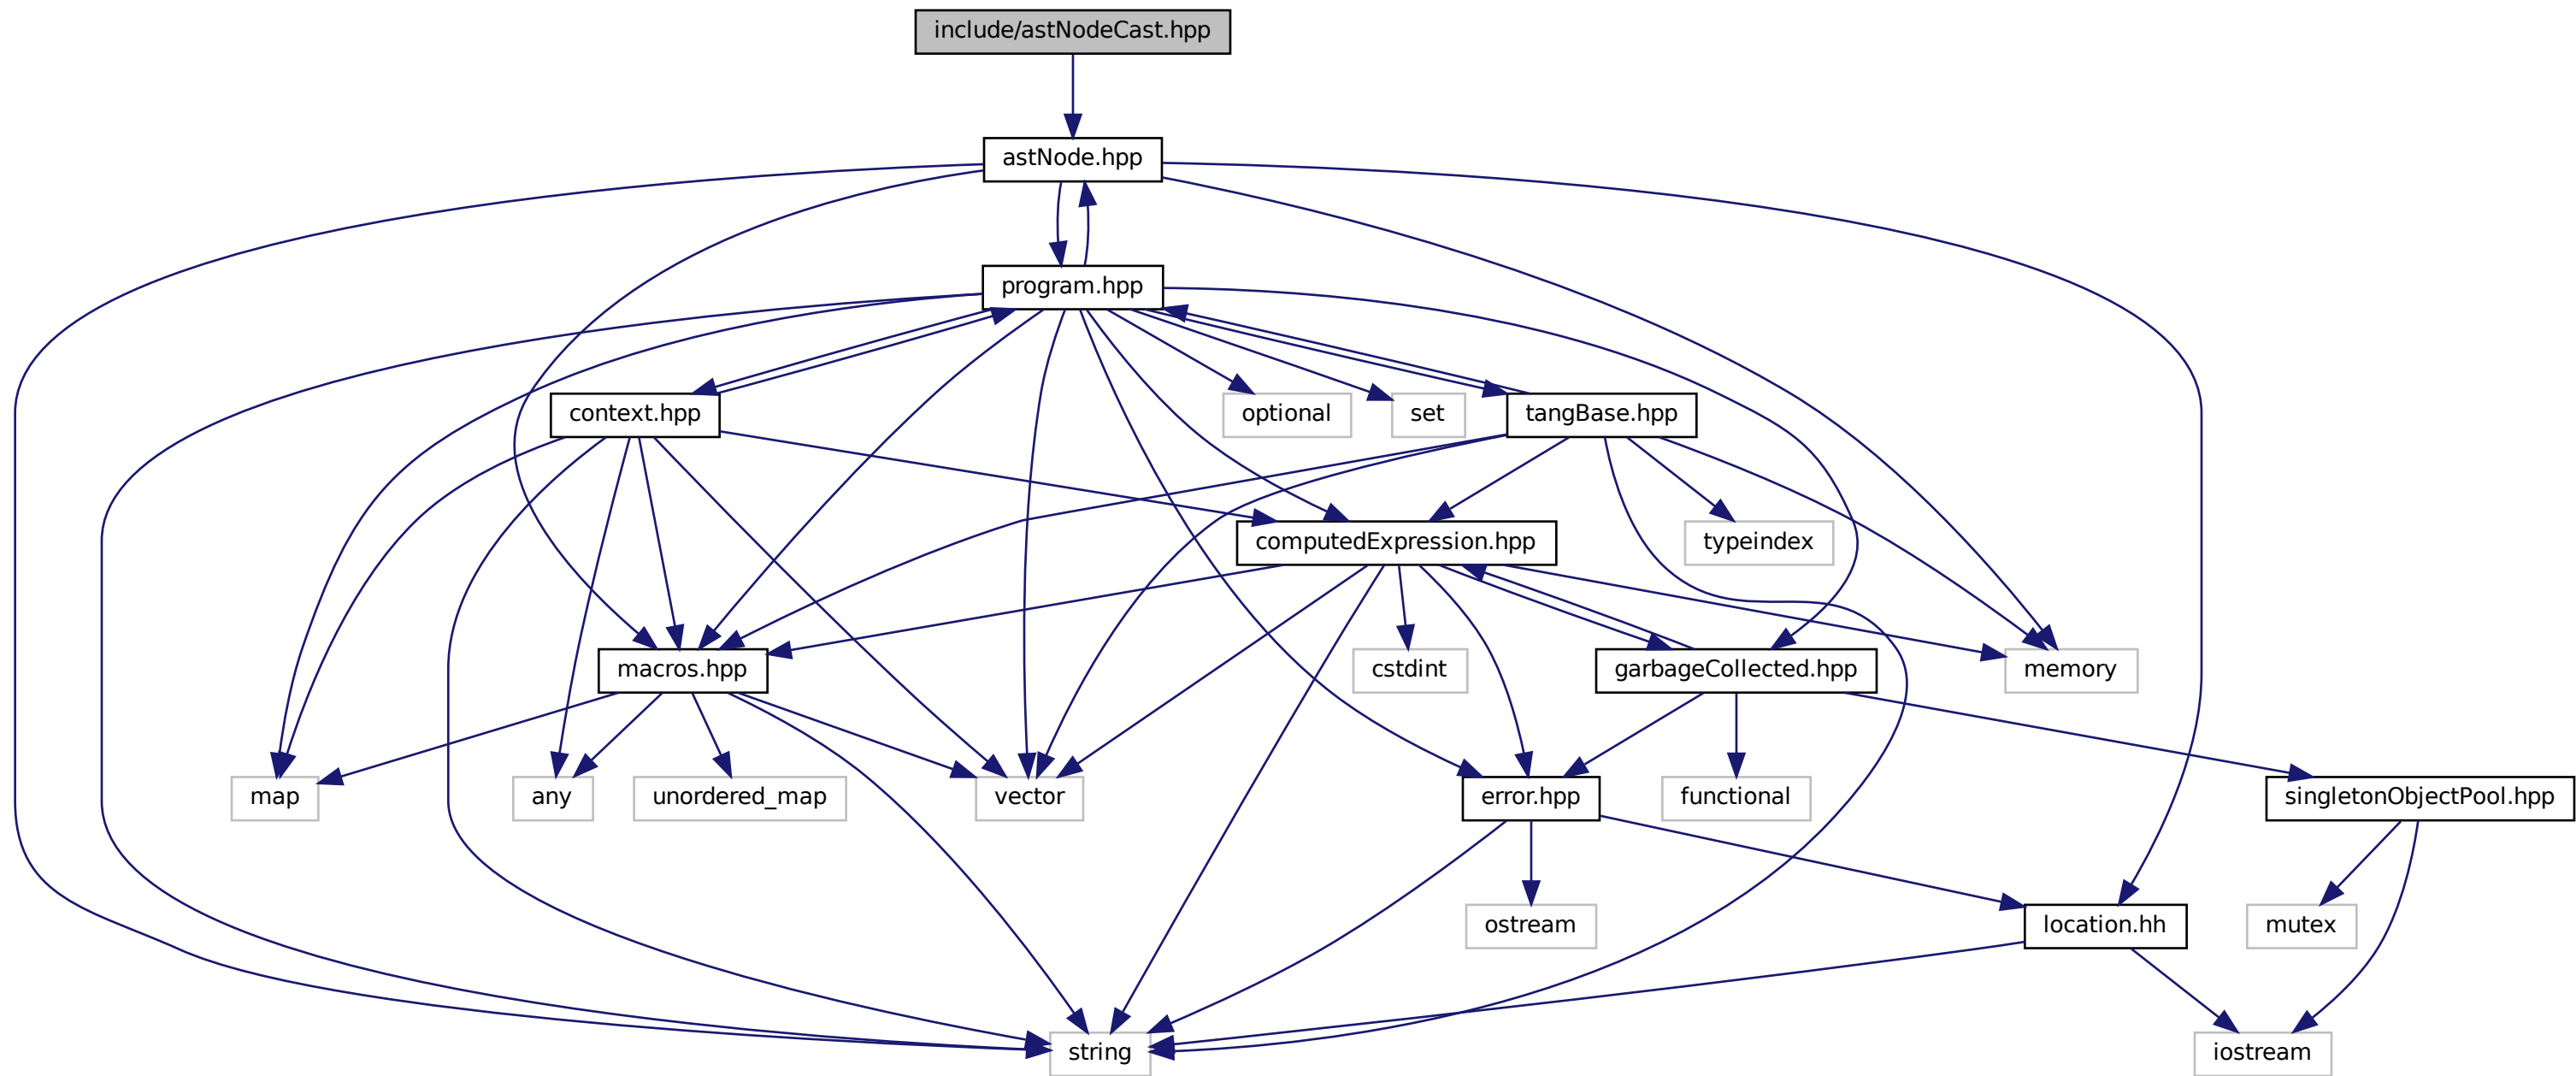 include/astNodeCast.hpp
astNode.hpp
program.hpp
context.hpp
optional
set
tangBase.hpp
computedExpression.hpp
typeindex
macros.hpp
cstdint
garbageCollected.hpp
memory
map
any
unordered_map
vector
error.hpp
functional
singletonObjectPool.hpp
ostream
location.hh
mutex
string
iostream